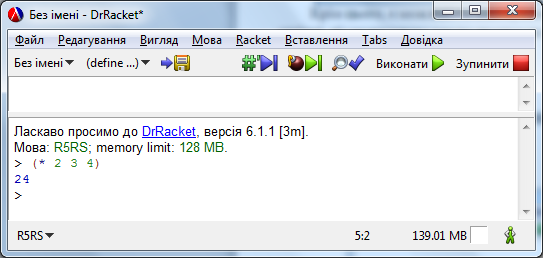 Без імені - DrRacket*
Файл Редагування Вигляд Мова Racket Вставлення Tabs Довідка
Без імені (define ...) Виконати Зупинити
Ласкаво просимо до DrRacket, версія 6.1.1 [3m].
Мова: R5RS; memory limit: 128 MB.
> (* 2 3 4)
24
>
R5RS 5:2 139.01 MB